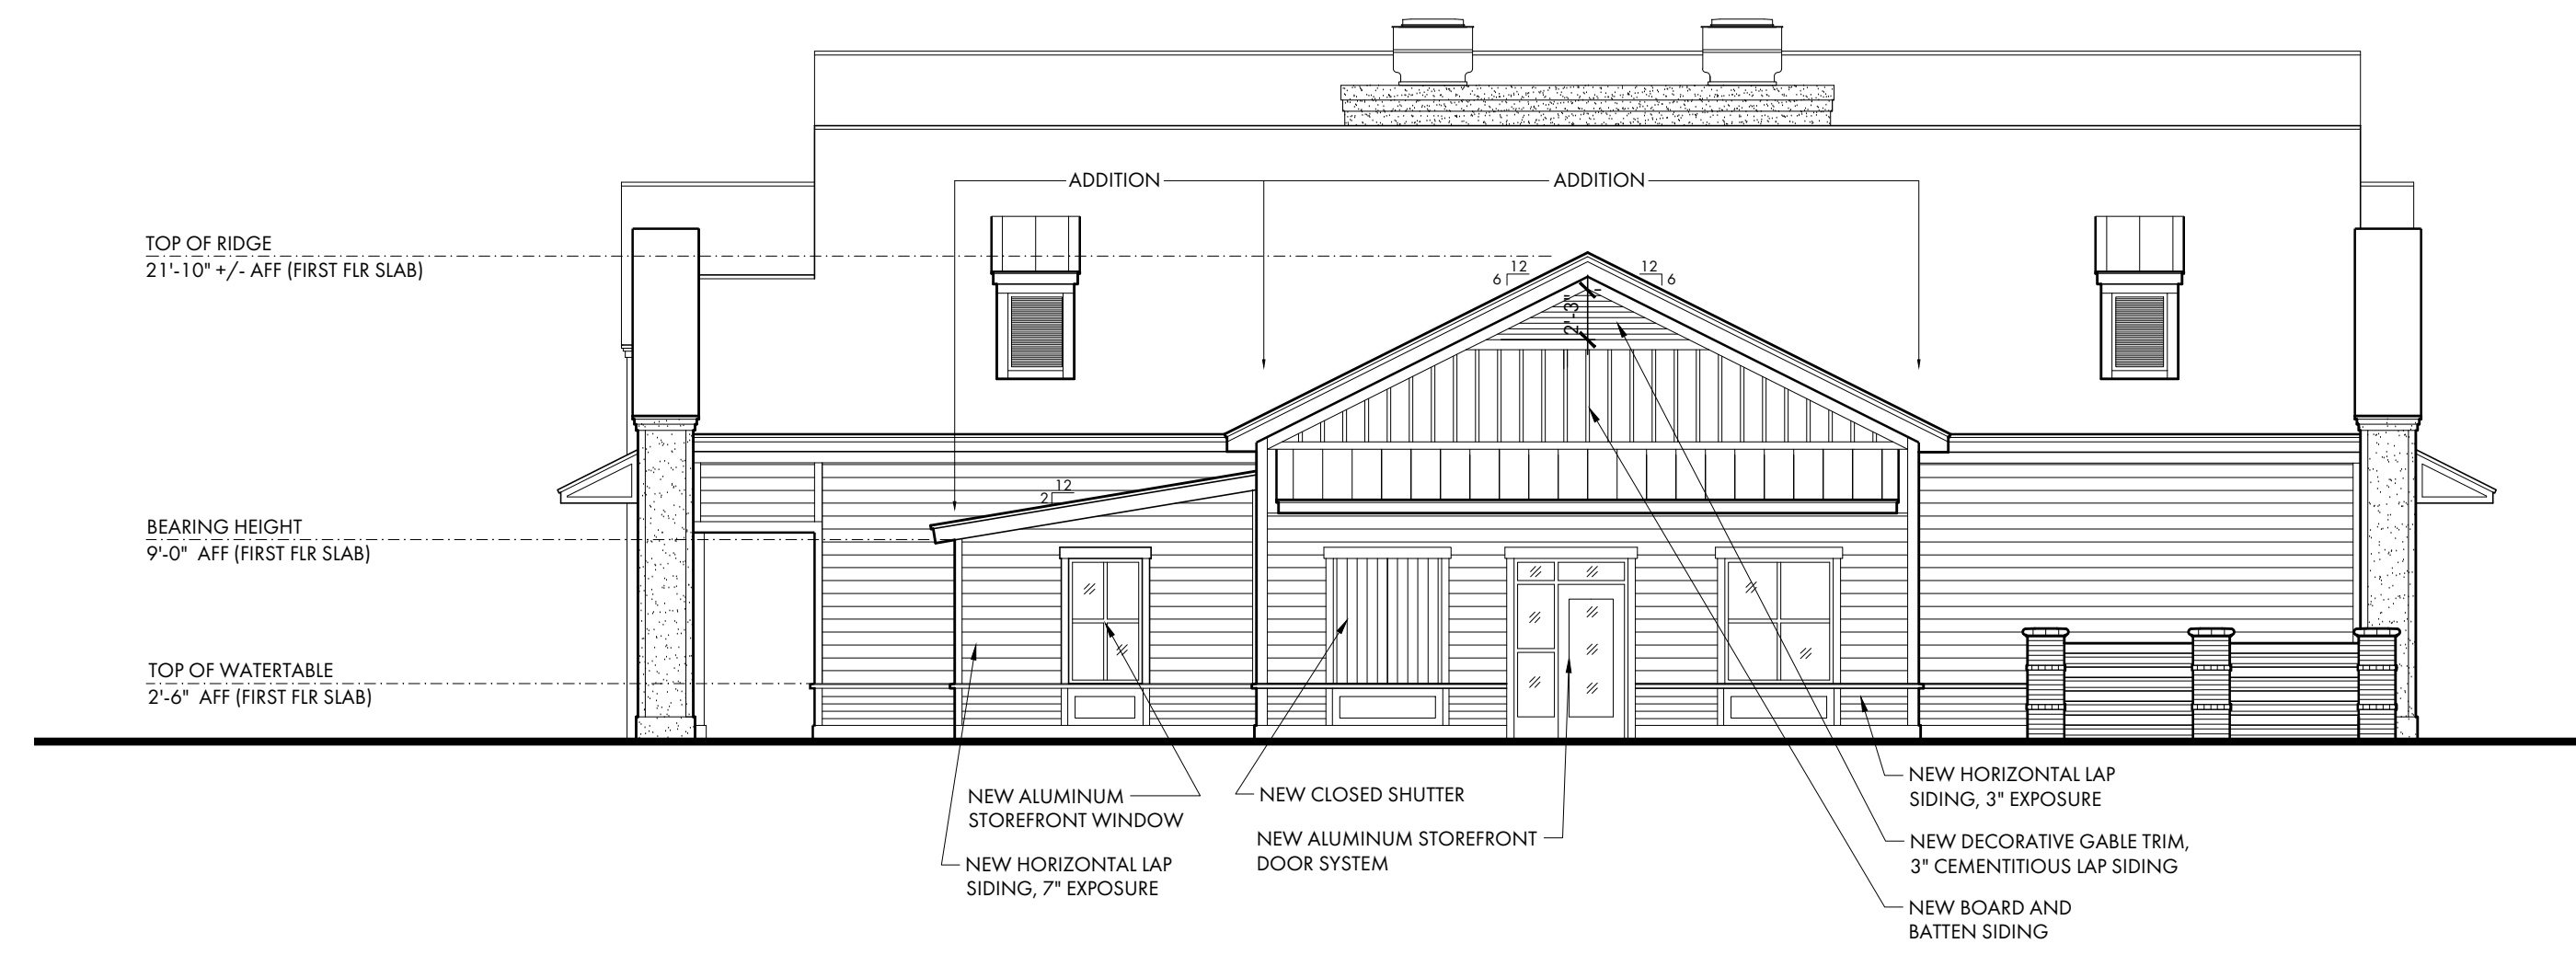 ADDITION
ADDITION
TOP OF RIDGE
21'-10" +/- AFF (FIRST FLR SLAB)
12
6
12
6
2'-3"
12
2
BEARING HEIGHT
9'-0" AFF (FIRST FLR SLAB)
TOP OF WATERTABLE
2'-6" AFF (FIRST FLR SLAB)
NEW ALUMINUM
STOREFRONT WINDOW
NEW HORIZONTAL LAP
SIDING, 7" EXPOSURE
NEW CLOSED SHUTTER
NEW ALUMINUM STOREFRONT
DOOR SYSTEM
NEW HORIZONTAL LAP
SIDING, 3" EXPOSURE
NEW DECORATIVE GABLE TRIM,
3" CEMENTITIOUS LAP SIDING
NEW BOARD AND
BATTEN SIDING